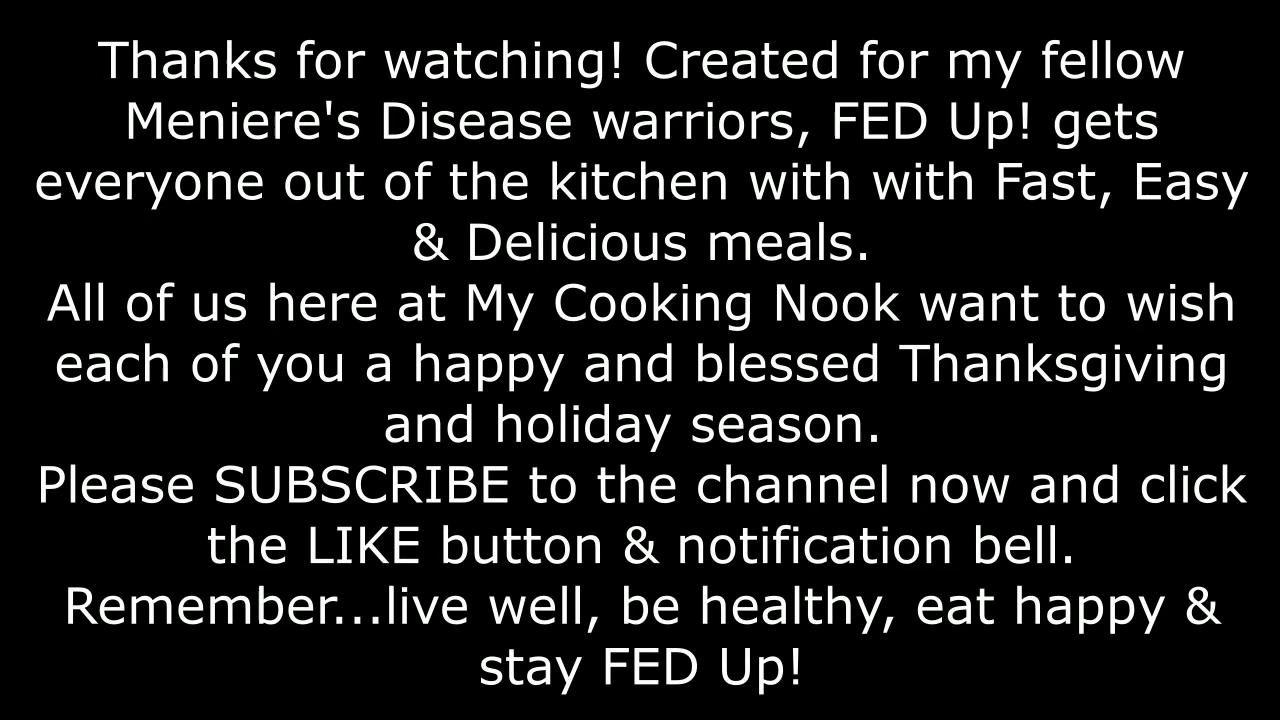 Thanks for watching! Created for my fellow
Meniere's Disease warriors, FED Up! gets
everyone out of the kitchen with with Fast, Easy
& Delicious meals.
All of us here at My Cooking Nook want to wish
each of you a happy and blessed Thanksgiving
and holiday season.
Please SUBSCRIBE to the channel now and click
the LIKE button & notification bell.
Remember...live well, be healthy, eat happy &
stay FED Up!